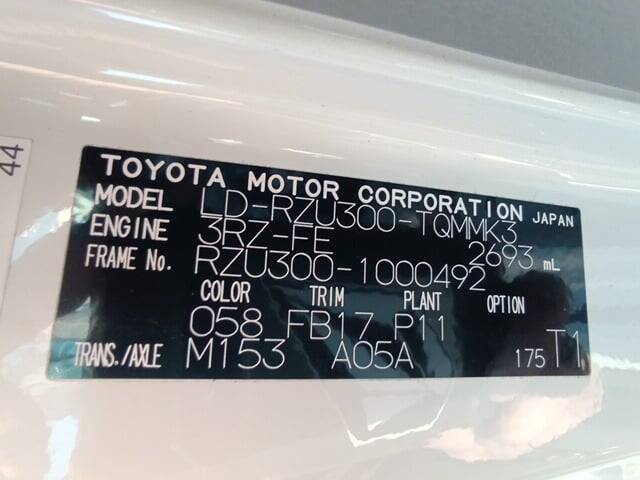 44
TOYOTA MOTOR CORPORATION JAPAN
MODEL LD-RZU300-TQMMK3
ENGINE 3RZ-FE 2693 mL
FRAME No. RZU300-1000492
COLOR TRIM PLANT OPTION
058 FB17 P11
TRANS./AXLE M153 A05A 175 T1